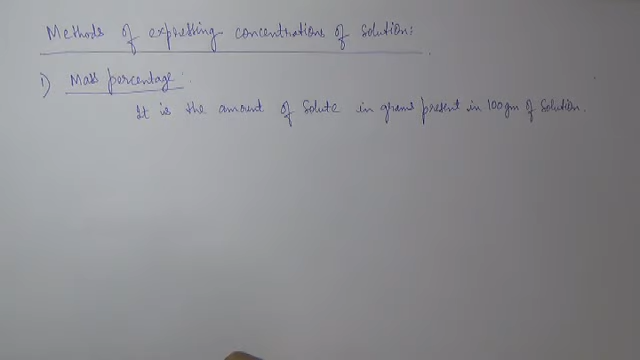 Methods of expressing concentrations of solution:
1) Mass percentage:
It is the amount of solute in grams present in 100gm of solution.